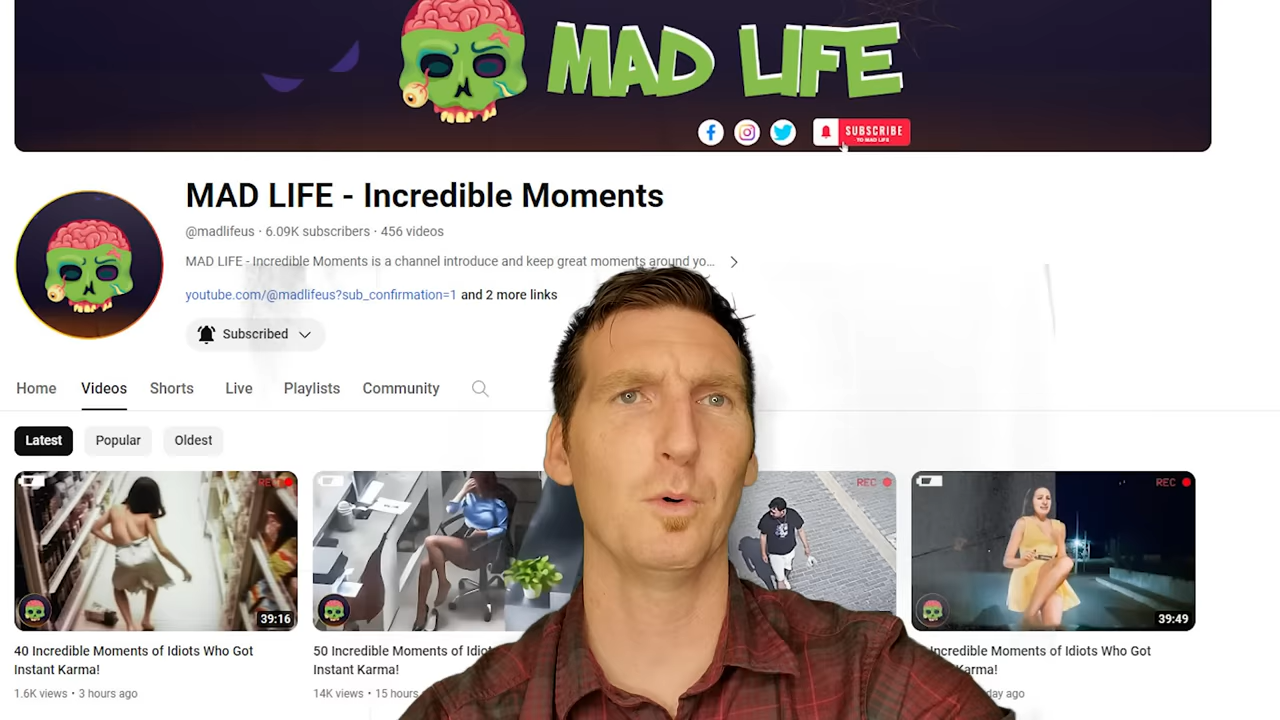 MAD LIFE
SUBSCRIBE
TO MAD LIFE
MAD LIFE - Incredible Moments
@madlifeus · 6.09K subscribers · 456 videos
MAD LIFE - Incredible Moments is a channel introduce and keep great moments around yo...
youtube.com/@madlifeus?sub_confirmation=1 and 2 more links
Subscribed
Home Videos Shorts Live Playlists Community
Latest Popular Oldest
REC REC REC
39:16 39:49
40 Incredible Moments of Idiots Who Got
Instant Karma!
1.6K views • 3 hours ago
50 Incredible Moments of
Instant Karma!
14K views • 15 hours
Incredible Moments of Idiots Who Got
Karma!
day ago